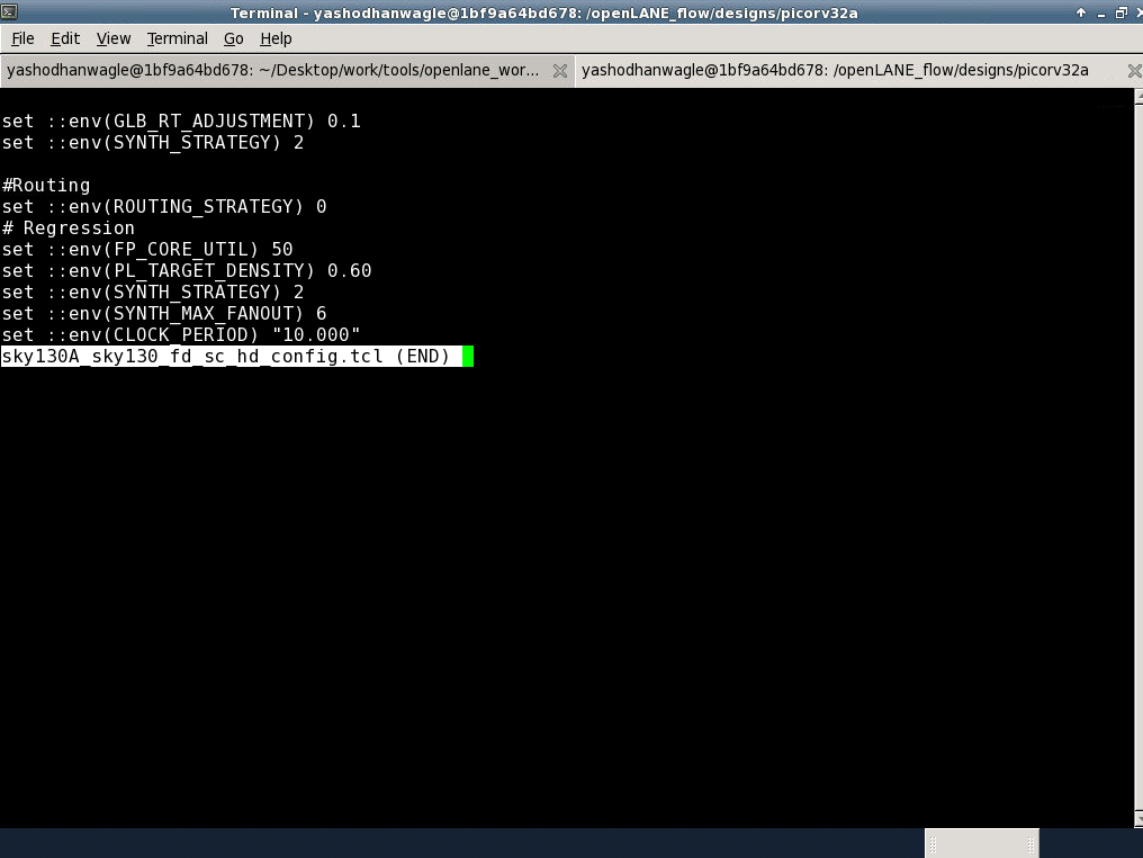 Terminal - yashodhanwagle@1bf9a64bd678: /openLANE_flow/designs/picorv32a
File Edit View Terminal Go Help
yashodhanwagle@1bf9a64bd678: ~/Desktop/work/tools/openlane_wor... yashodhanwagle@1bf9a64bd678: /openLANE_flow/designs/picorv32a
set ::env(GLB_RT_ADJUSTMENT) 0.1
set ::env(SYNTH_STRATEGY) 2
#Routing
set ::env(ROUTING_STRATEGY) 0
# Regression
set ::env(FP_CORE_UTIL) 50
set ::env(PL_TARGET_DENSITY) 0.60
set ::env(SYNTH_STRATEGY) 2
set ::env(SYNTH_MAX_FANOUT) 6
set ::env(CLOCK_PERIOD) "10.000"
sky130A_sky130_fd_sc_hd_config.tcl (END)